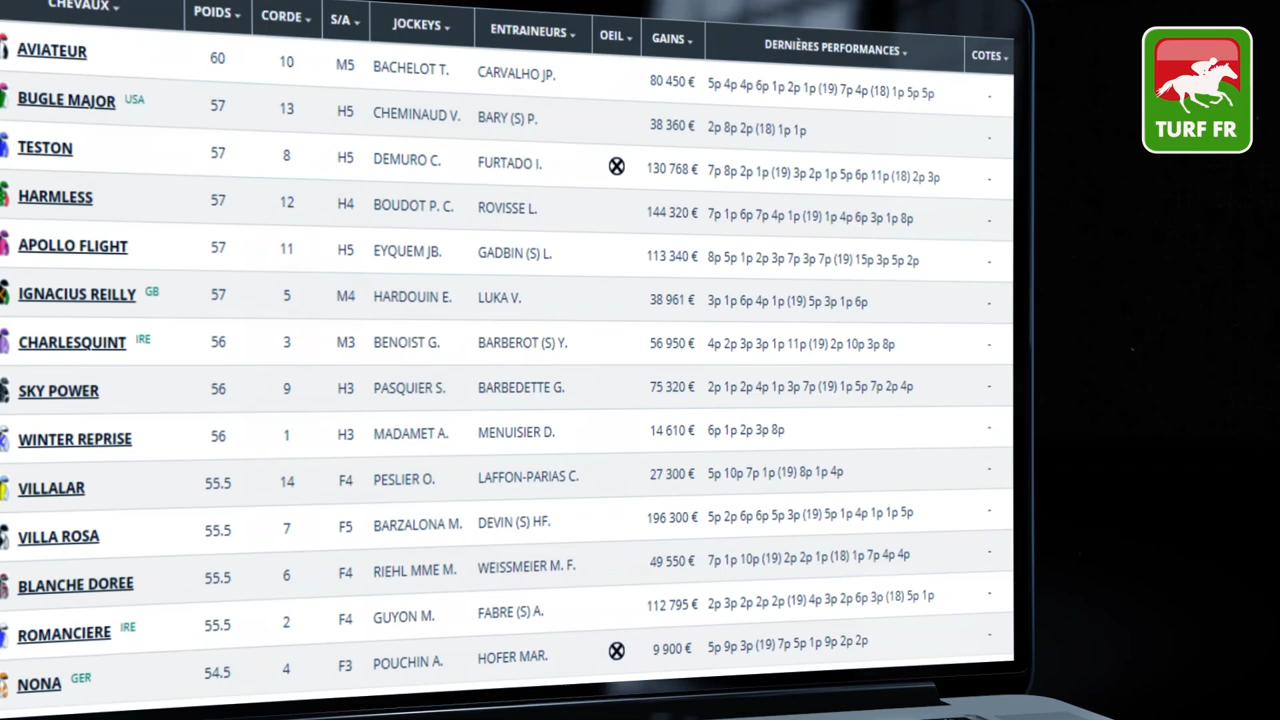 CHEVAUX POIDS CORDE S/A JOCKEYS ENTRAINEURS OEIL GAINS DERNIÈRES PERFORMANCES COTES
AVIATEUR 60 10 M5 BACHELOT T. CARVALHO JP. 80 450 € 5p 4p 4p 6p 1p 2p 1p (19) 7p 4p (18) 1p 5p 5p -
BUGLE MAJOR USA 57 13 H5 CHEMINAUD V. BARY (S) P. 38 360 € 2p 8p 2p (18) 1p 1p -
TESTON 57 8 H5 DEMURO C. FURTADO I. 130 768 € 7p 8p 2p 1p (19) 3p 2p 1p 5p 6p 11p (18) 2p 3p -
HARMLESS 57 12 H4 BOUDOT P. C. ROVISSE L. 144 320 € 7p 1p 6p 7p 4p 1p (19) 1p 4p 6p 3p 1p 8p -
APOLLO FLIGHT 57 11 H5 EYQUEM JB. GADBIN (S) L. 113 340 € 8p 5p 1p 2p 3p 7p 3p 7p (19) 15p 3p 5p 2p -
IGNACIUS REILLY GB 57 5 M4 HARDOUIN E. LUKA V. 38 961 € 3p 1p 6p 4p 1p (19) 5p 3p 1p 6p -
CHARLESQUINT IRE 56 3 M3 BENOIST G. BARBEROT (S) Y. 56 950 € 4p 2p 3p 3p 1p 11p (19) 2p 10p 3p 8p -
SKY POWER 56 9 H3 PASQUIER S. BARBEDETTE G. 75 320 € 2p 1p 2p 4p 1p 3p 7p (19) 1p 5p 7p 2p 4p -
WINTER REPRISE 56 1 H3 MADAMET A. MENUISIER D. 14 610 € 6p 1p 2p 3p 8p -
VILLALAR 55.5 14 F4 PESLIER O. LAFFON-PARIAS C. 27 300 € 5p 10p 7p 1p (19) 8p 1p 4p -
VILLA ROSA 55.5 7 F5 BARZALONA M. DEVIN (S) HF. 196 300 € 5p 2p 6p 6p 5p 3p (19) 5p 1p 4p 1p 1p 5p -
BLANCHE DOREE 55.5 6 F4 RIEHL MME M. WEISSMEIER M. F. 49 550 € 7p 1p 10p (19) 2p 2p 1p (18) 1p 7p 4p 4p -
ROMANCIERE IRE 55.5 2 F4 GUYON M. FABRE (S) A. 112 795 € 2p 3p 2p 2p 2p (19) 4p 3p 2p 6p 3p (18) 5p 1p -
NONA GER 54.5 4 F3 POUCHIN A. HOFER MAR. 9 900 € 5p 9p 3p (19) 7p 5p 1p 9p 2p 2p -
TURF FR